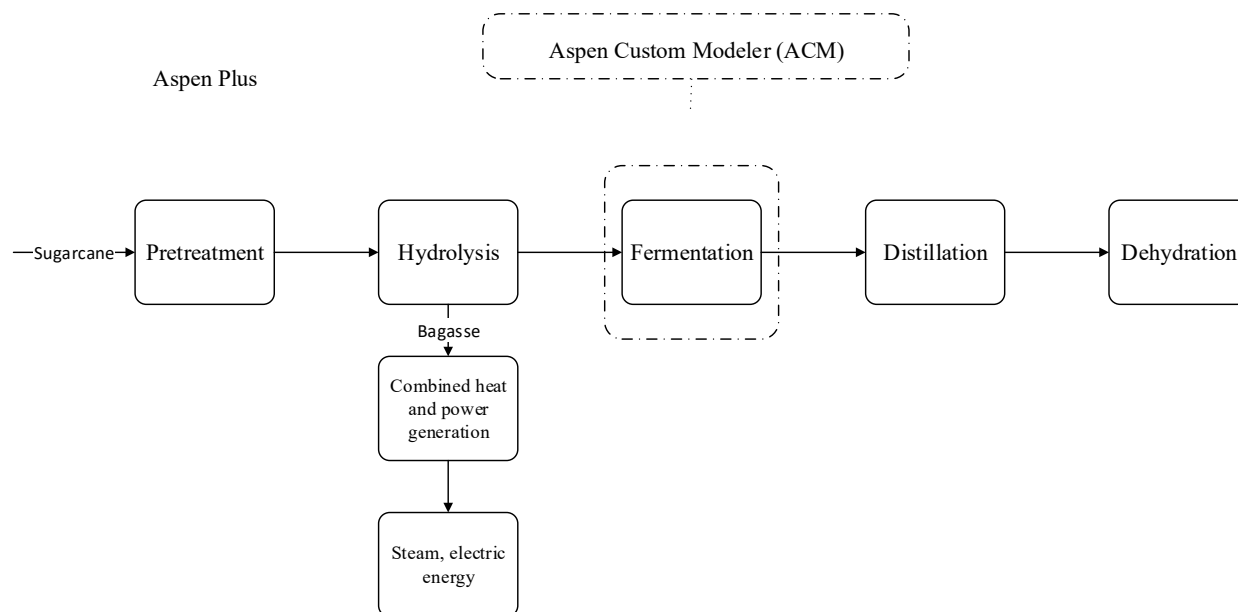 Aspen Custom Modeler (ACM)
Aspen Plus
Sugarcane
Pretreatment
Hydrolysis
Fermentation
Distillation
Dehydration
Bagasse
Combined heat
and power
generation
Steam, electric
energy